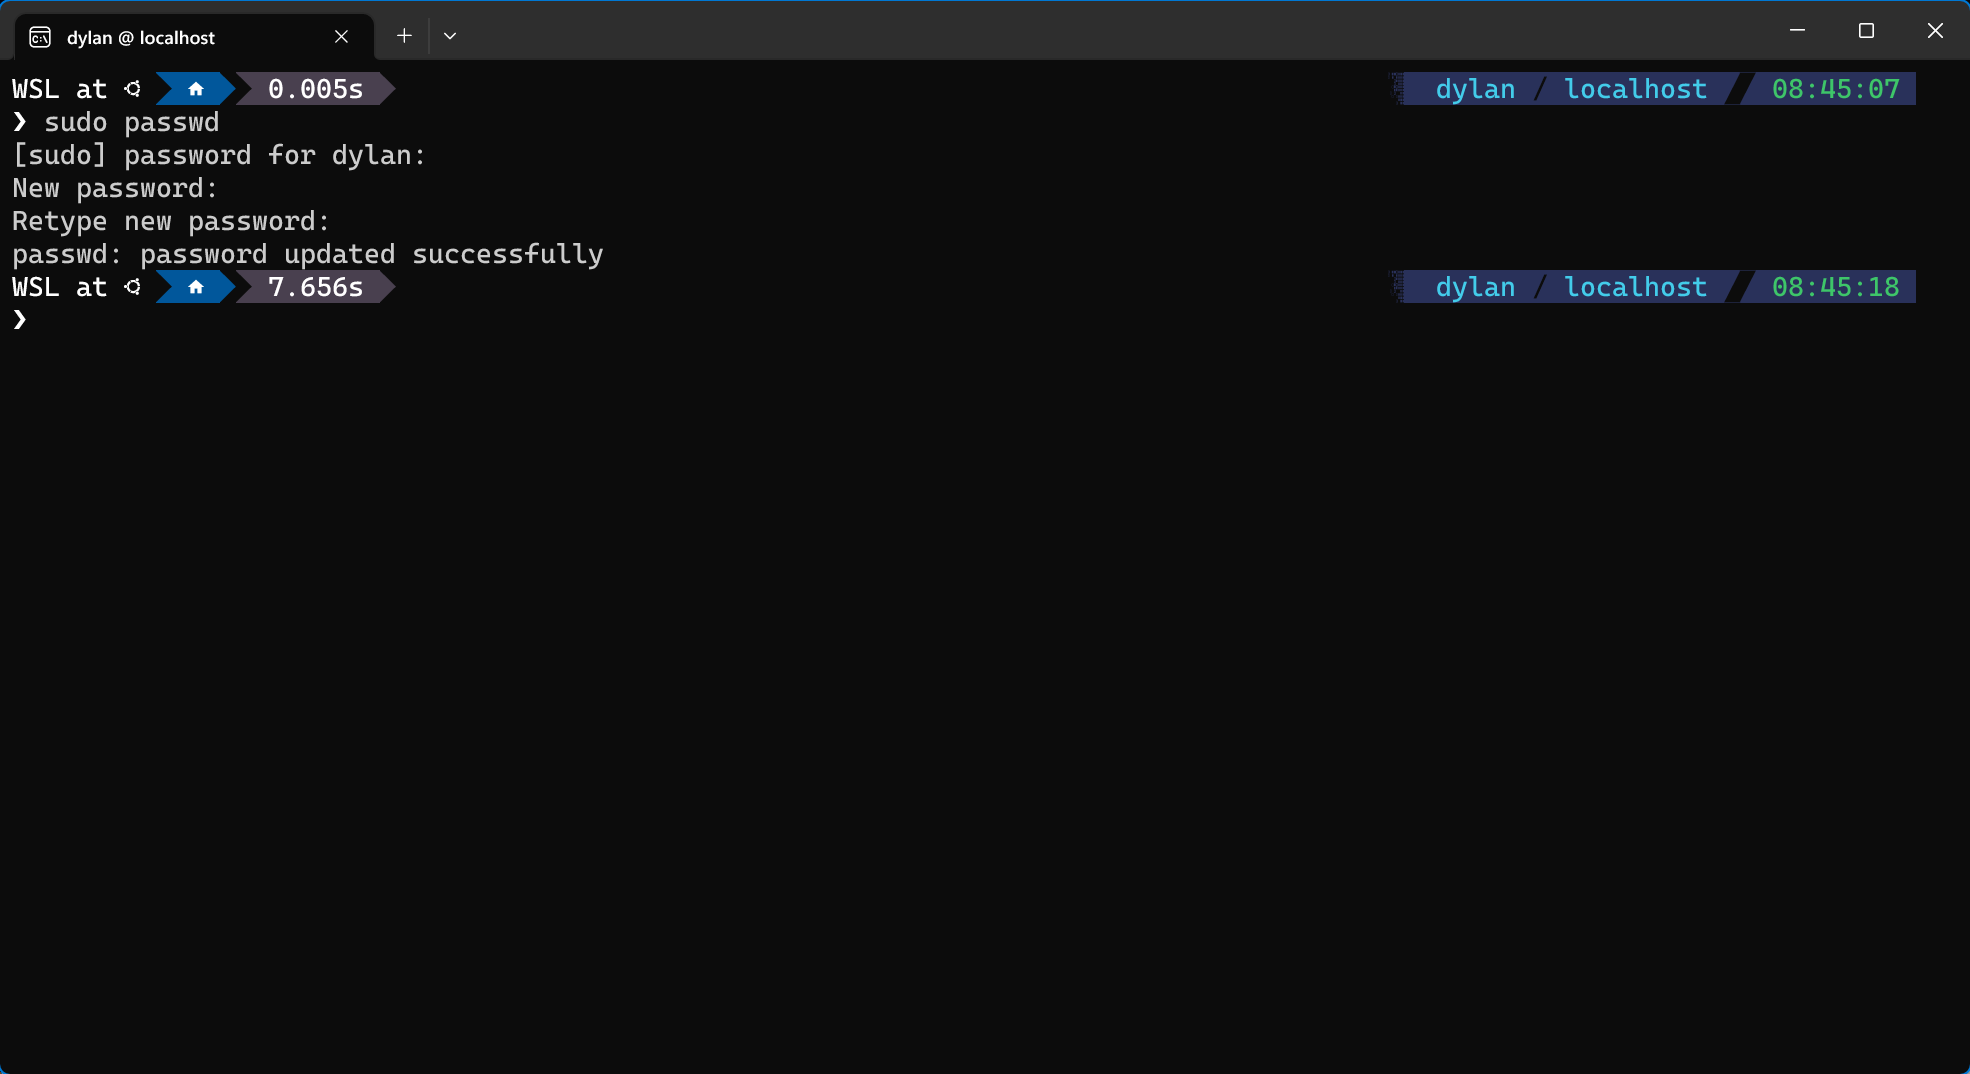 dylan @ localhost
WSL at 0.005s dylan / localhost 08:45:07
❯ sudo passwd
[sudo] password for dylan:
New password:
Retype new password:
passwd: password updated successfully
WSL at 7.656s dylan / localhost 08:45:18
❯